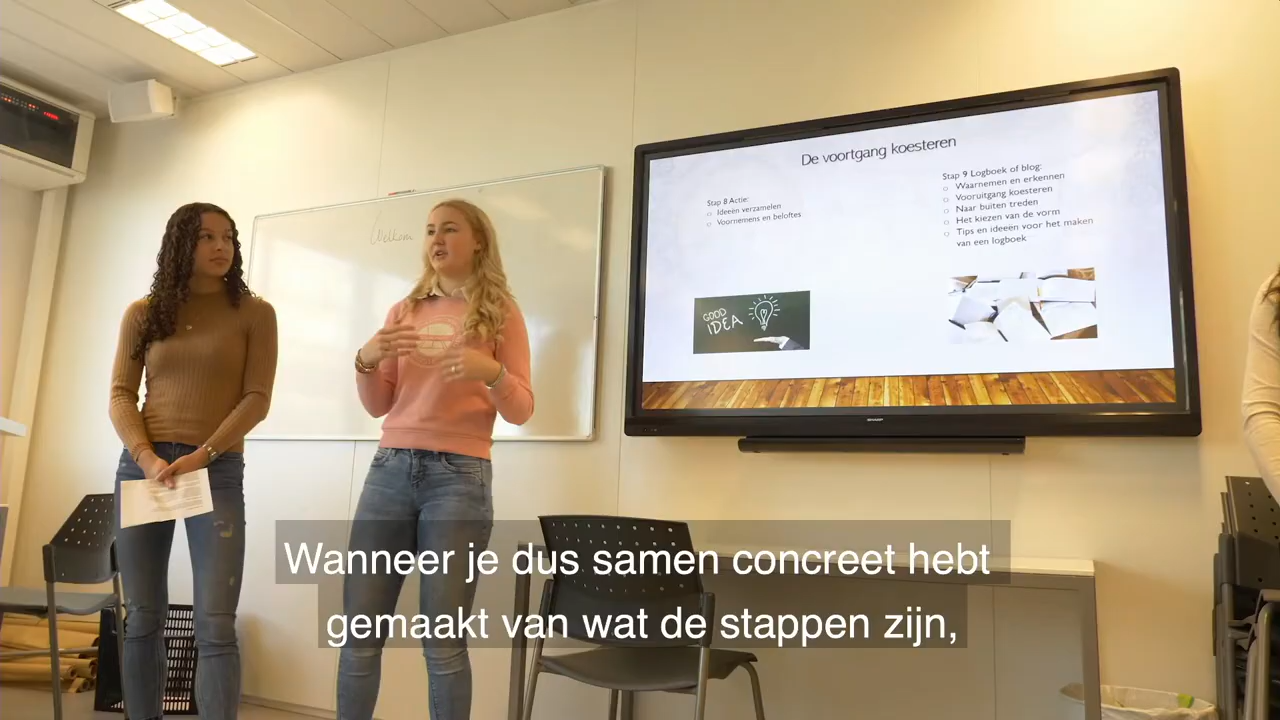 De voortgang koesteren
Stap 8 Actie:
○ Ideeën verzamelen
○ Voornemens en beloftes
Stap 9 Logboek of blog:
○ Waarnemen en erkennen
○ Vooruitgang koesteren
○ Naar buiten treden
○ Het kiezen van de vorm
○ Tips en ideeën voor het maken
van een logboek
GOOD
IDEA
Welkom
SHARP
Wanneer je dus samen concreet hebt
gemaakt van wat de stappen zijn,